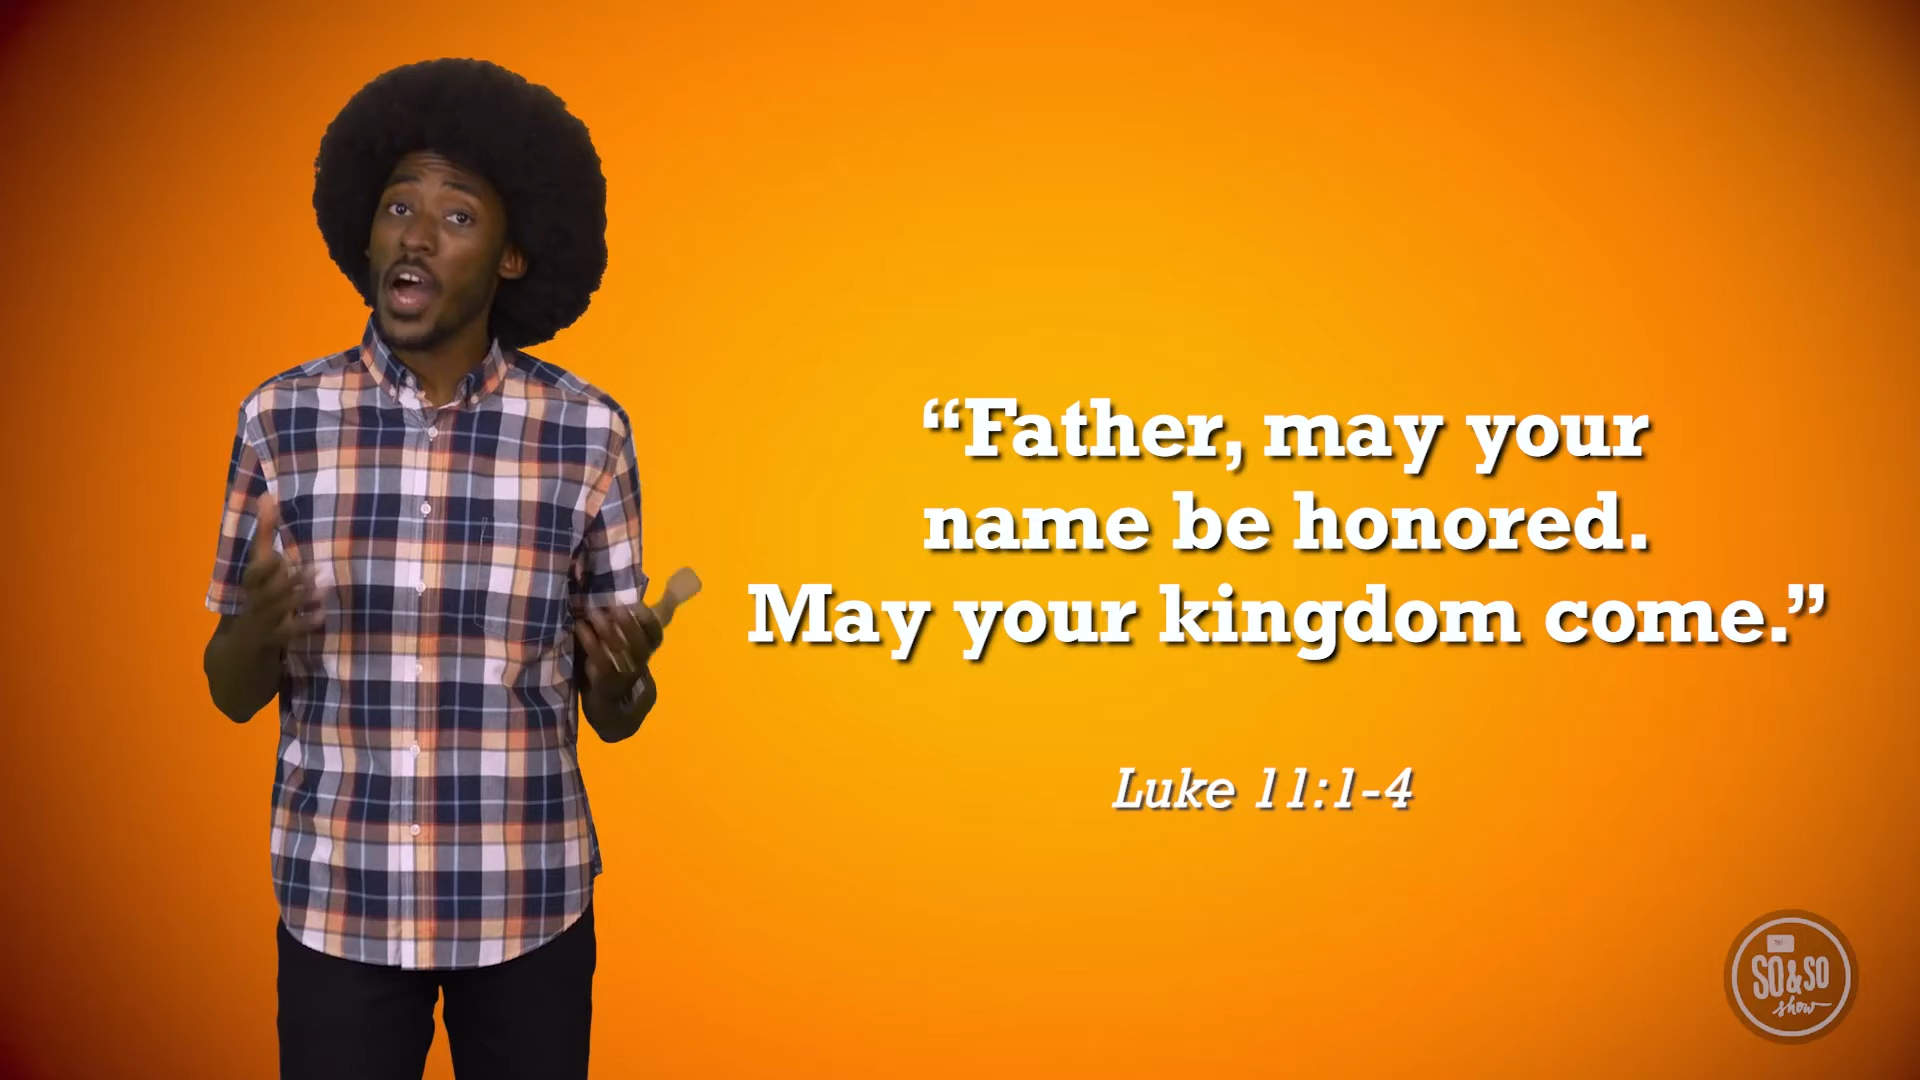 “Father, may your
name be honored.
May your kingdom come.”
Luke 11:1-4
SO&SO
show